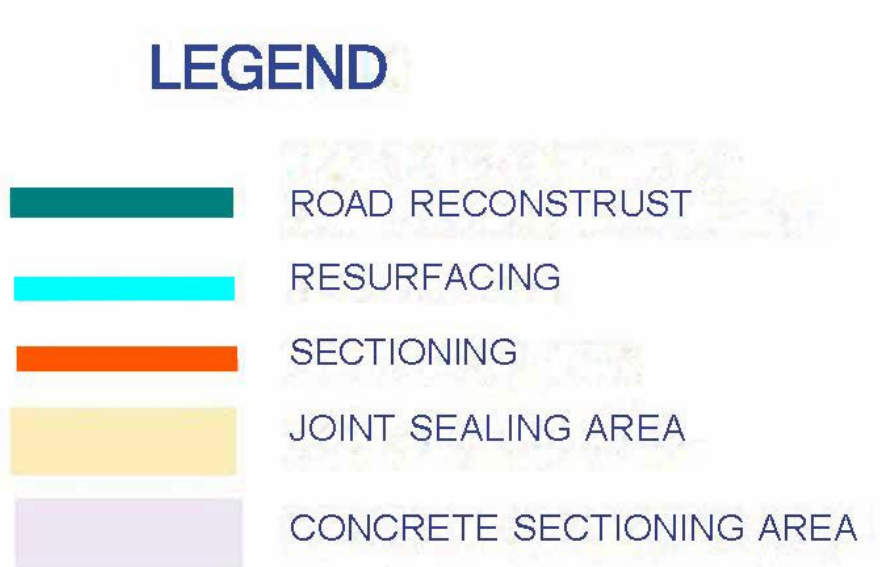 LEGEND
ROAD RECONSTRUST
RESURFACING
SECTIONING
JOINT SEALING AREA
CONCRETE SECTIONING AREA